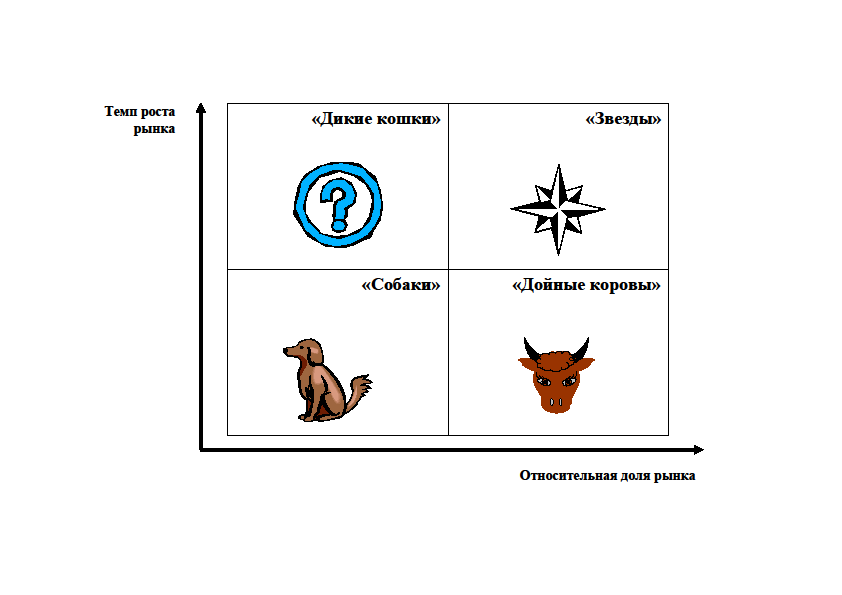 Темп роста
рынка
«Дикие кошки»
«Звезды»
?
«Собаки»
«Дойные коровы»
Относительная доля рынка